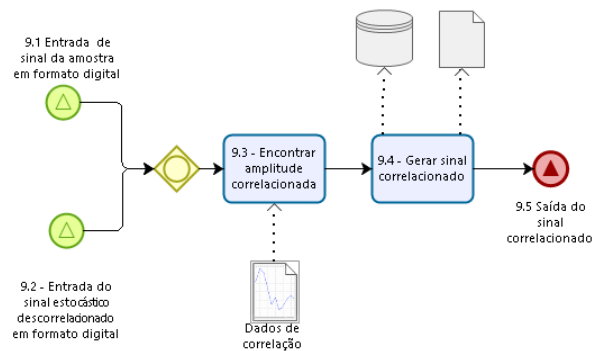 9.1 Entrada de
sinal da amostra
em formato digital
9.3 - Encontrar
amplitude
correlacionada
9.4 - Gerar sinal
correlacionado
9.5 Saída do
sinal
correlacionado
9.2 - Entrada do
sinal estocástico
descorrelacionado
em formato digital
Dados de
correlação